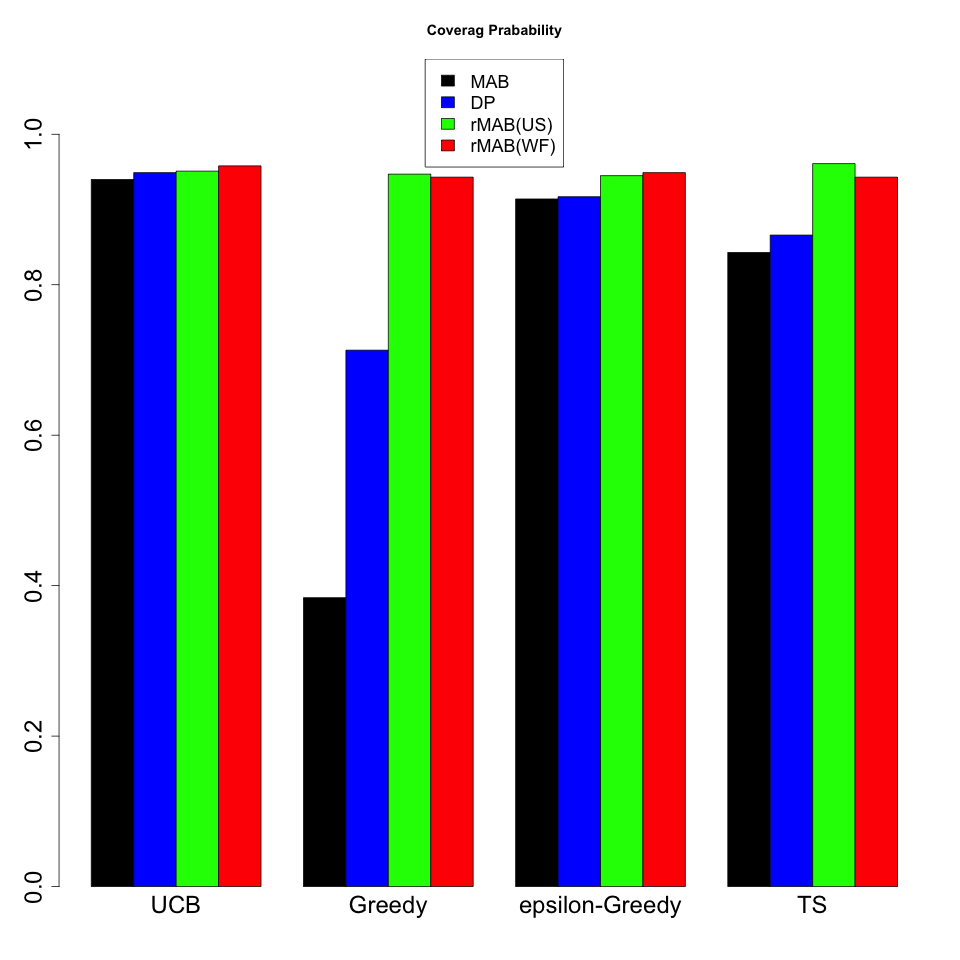 Coverag Prabability
MAB
DP
rMAB(US)
rMAB(WF)
1.0
0.8
0.6
0.4
0.2
0.0
UCB Greedy epsilon-Greedy TS